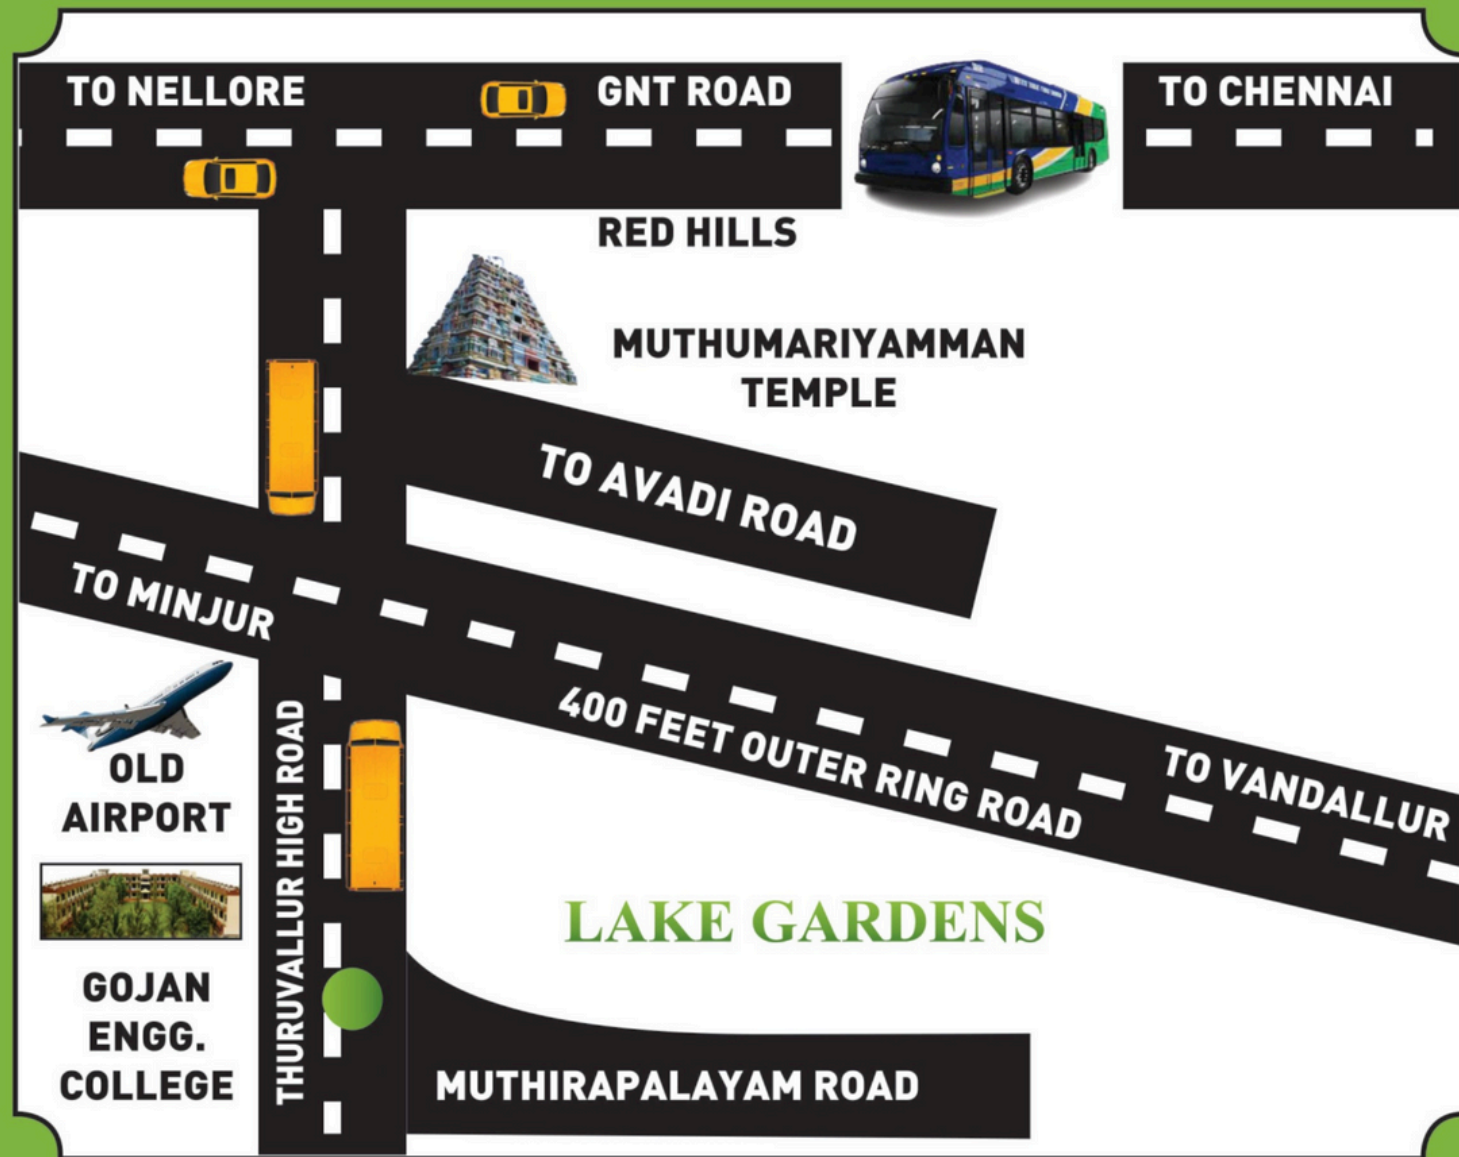 TO NELLORE
GNT ROAD
TO CHENNAI
RED HILLS
MUTHUMARIYAMMAN
TEMPLE
TO AVADI ROAD
TO MINJUR
400 FEET OUTER RING ROAD
TO VANDALLUR
OLD
AIRPORT
THURUVALLUR HIGH ROAD
LAKE GARDENS
GOJAN
ENGG.
COLLEGE
MUTHIRAPALAYAM ROAD